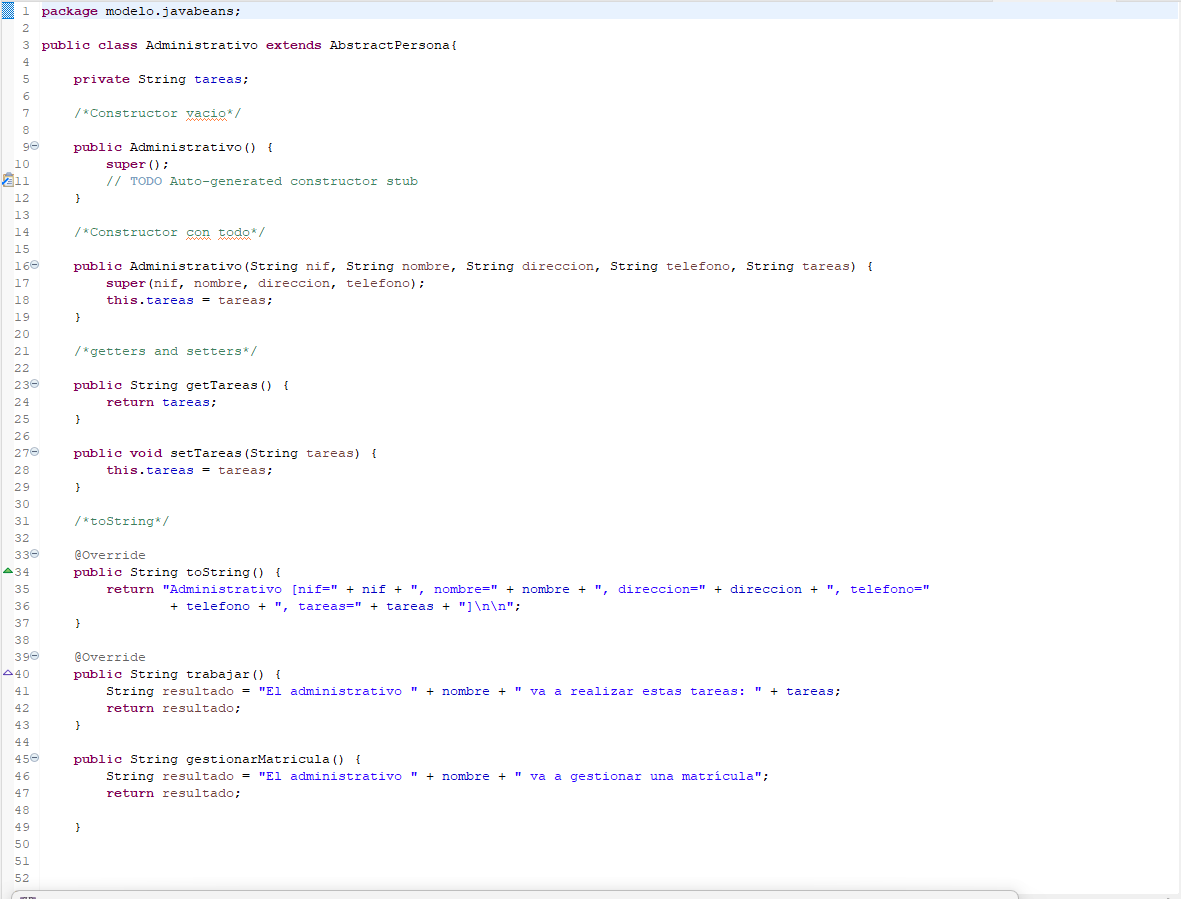 1 package modelo.javabeans;
2
3 public class Administrativo extends AbstractPersona{
4
5     private String tareas;
6
7     /*Constructor vacio*/
8
9     public Administrativo() {
10         super();
11         // TODO Auto-generated constructor stub
12     }
13
14     /*Constructor con todo*/
15
16     public Administrativo(String nif, String nombre, String direccion, String telefono, String tareas) {
17         super(nif, nombre, direccion, telefono);
18         this.tareas = tareas;
19     }
20
21     /*getters and setters*/
22
23     public String getTareas() {
24         return tareas;
25     }
26
27     public void setTareas(String tareas) {
28         this.tareas = tareas;
29     }
30
31     /*toString*/
32
33     @Override
34     public String toString() {
35         return "Administrativo [nif=" + nif + ", nombre=" + nombre + ", direccion=" + direccion + ", telefono="
36                 + telefono + ", tareas=" + tareas + "]\n\n";
37     }
38
39     @Override
40     public String trabajar() {
41         String resultado = "El administrativo " + nombre + " va a realizar estas tareas: " + tareas;
42         return resultado;
43     }
44
45     public String gestionarMatricula() {
46         String resultado = "El administrativo " + nombre + " va a gestionar una matrícula";
47         return resultado;
48
49     }
50
51
52